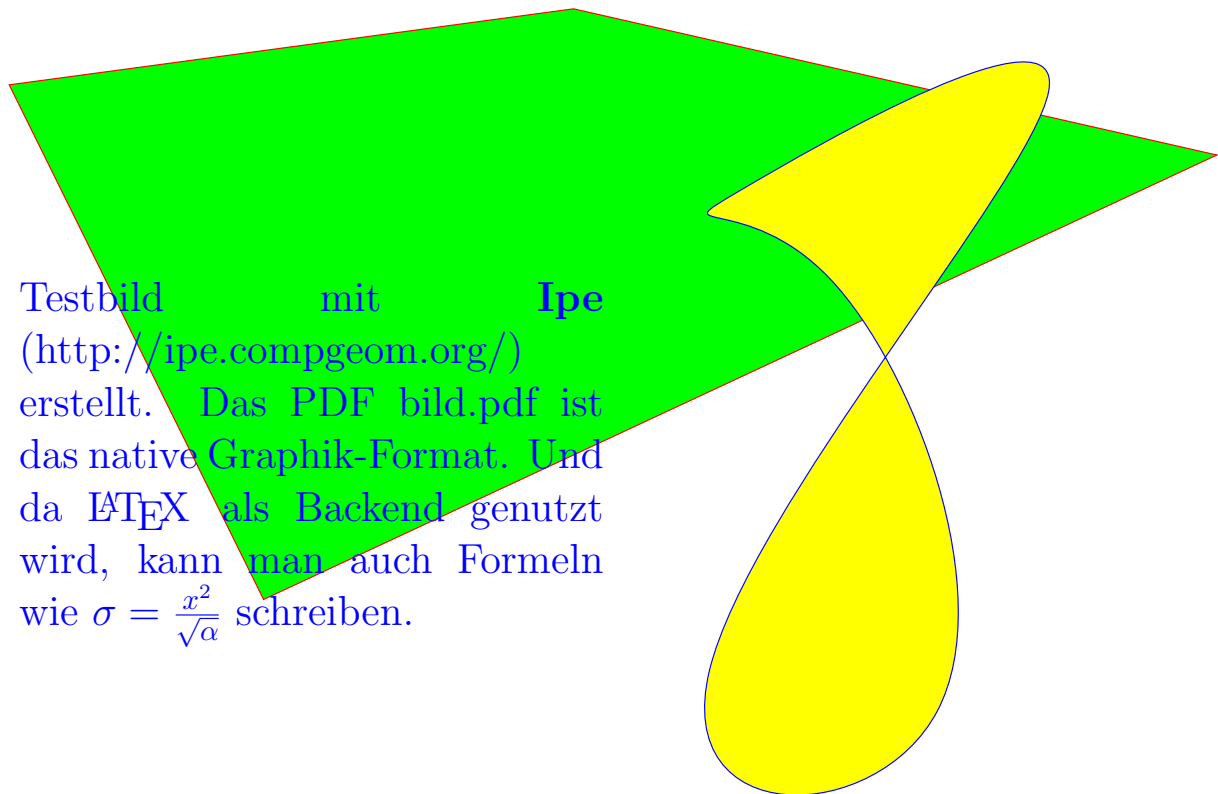 Testbild mit Ipe
(http://ipe.compgeom.org/)
erstellt. Das PDF bild.pdf ist
das native Graphik-Format. Und
da LATEX als Backend genutzt
wird, kann man auch Formeln
wie σ = x²/√α schreiben.